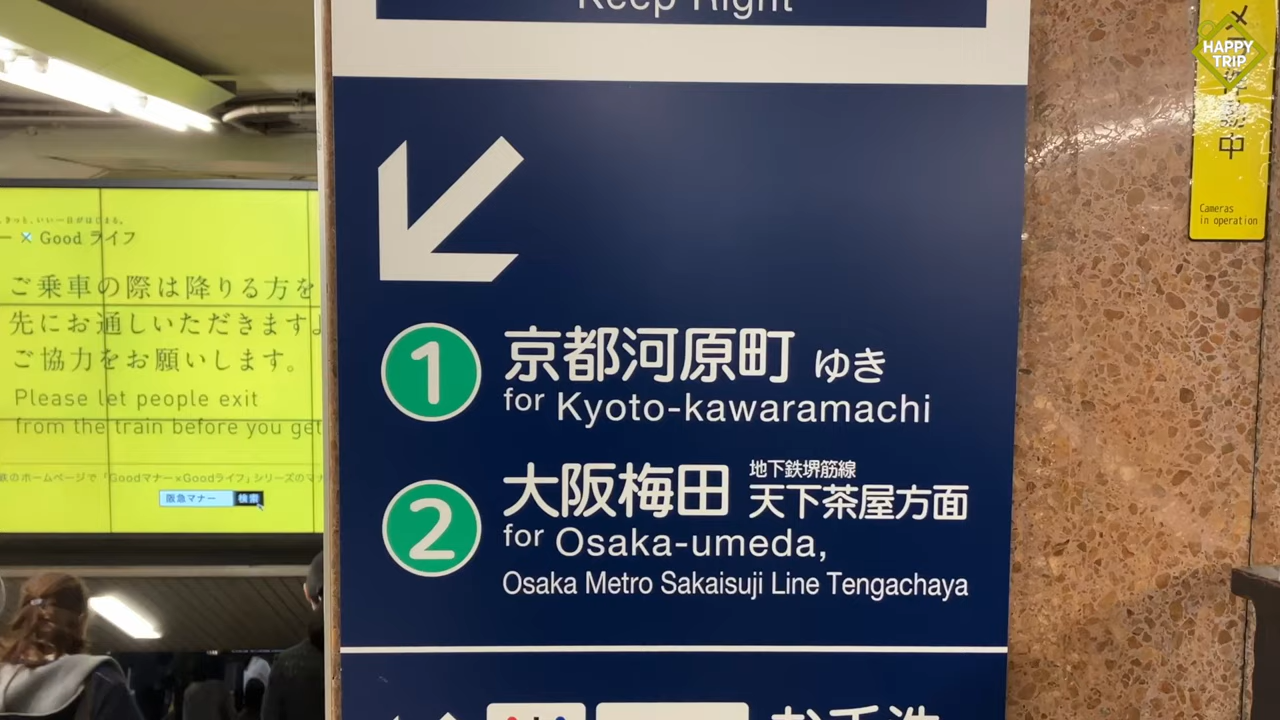 Keep Right
1 京都河原町 ゆき
for Kyoto-kawaramachi
2 大阪梅田 地下鉄堺筋線
天下茶屋方面
for Osaka-umeda,
Osaka Metro Sakaisuji Line Tengachaya
きっと、いい一日がはじまる。
ー × Good ライフ
ご乗車の際は降りる方を
先にお通しいただきます。
ご協力をお願いします。
Please let people exit
from the train before you get
鉄のホームページで「Goodマナー×Goodライフ」シリーズのマナ
阪急マナー 検索
HAPPY
TRIP
中
Cameras
in operation